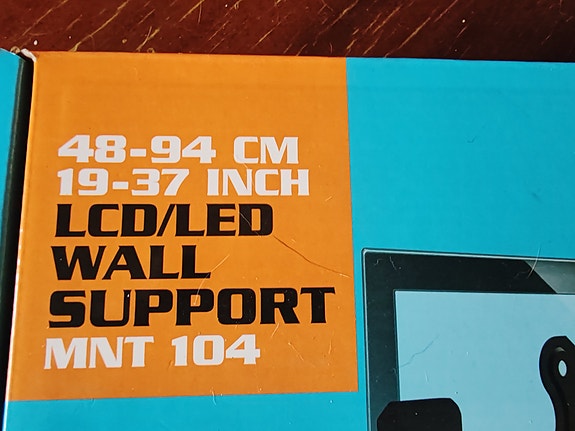 48-94 CM
19-37 INCH
LCD/LED
WALL
SUPPORT
MNT 104